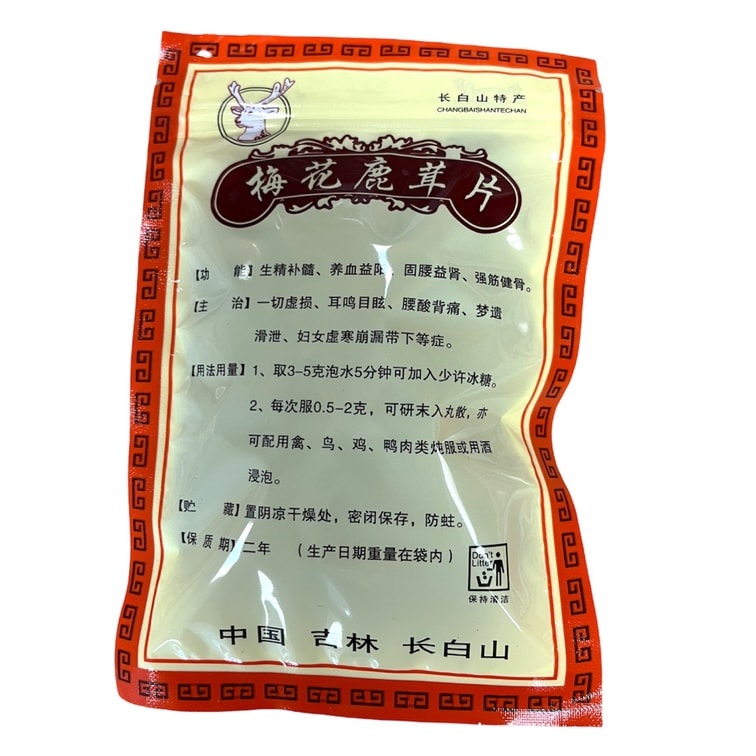 长白山特产
CHANGBAISHANTECHAN
梅花鹿茸片
【功 能】生精补髓、养血益阳、固腰益肾、强筋健骨。
【主 治】一切虚损、耳鸣目眩、腰酸背痛、梦遗
滑泄、妇女虚寒崩漏带下等症。
【用法用量】1、取3-5克泡水5分钟可加入少许冰糖。
2、每次服0.5-2克，可研末入丸散，亦
可配用禽、鸟、鸡、鸭肉类炖服或用酒
浸泡。
【贮 藏】置阴凉干燥处，密闭保存，防蛀。
【保 质 期】二年 （生产日期重量在袋内）
Don't
Litter
保持清洁
中国 吉林 长白山